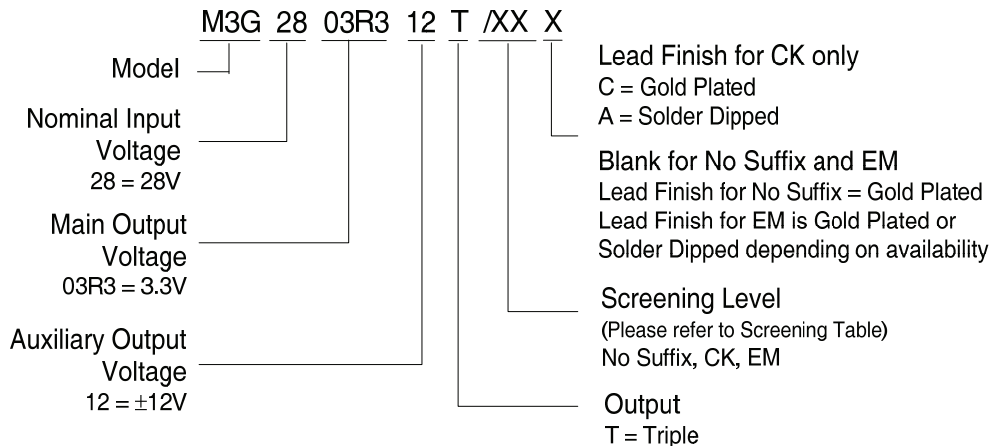 M3G 28 03R3 12 T /XX X
Model
Nominal Input
Voltage
28 = 28V
Main Output
Voltage
03R3 = 3.3V
Auxiliary Output
Voltage
12 = ±12V
Lead Finish for CK only
C = Gold Plated
A = Solder Dipped
Blank for No Suffix and EM
Lead Finish for No Suffix = Gold Plated
Lead Finish for EM is Gold Plated or
Solder Dipped depending on availability
Screening Level
(Please refer to Screening Table)
No Suffix, CK, EM
Output
T = Triple